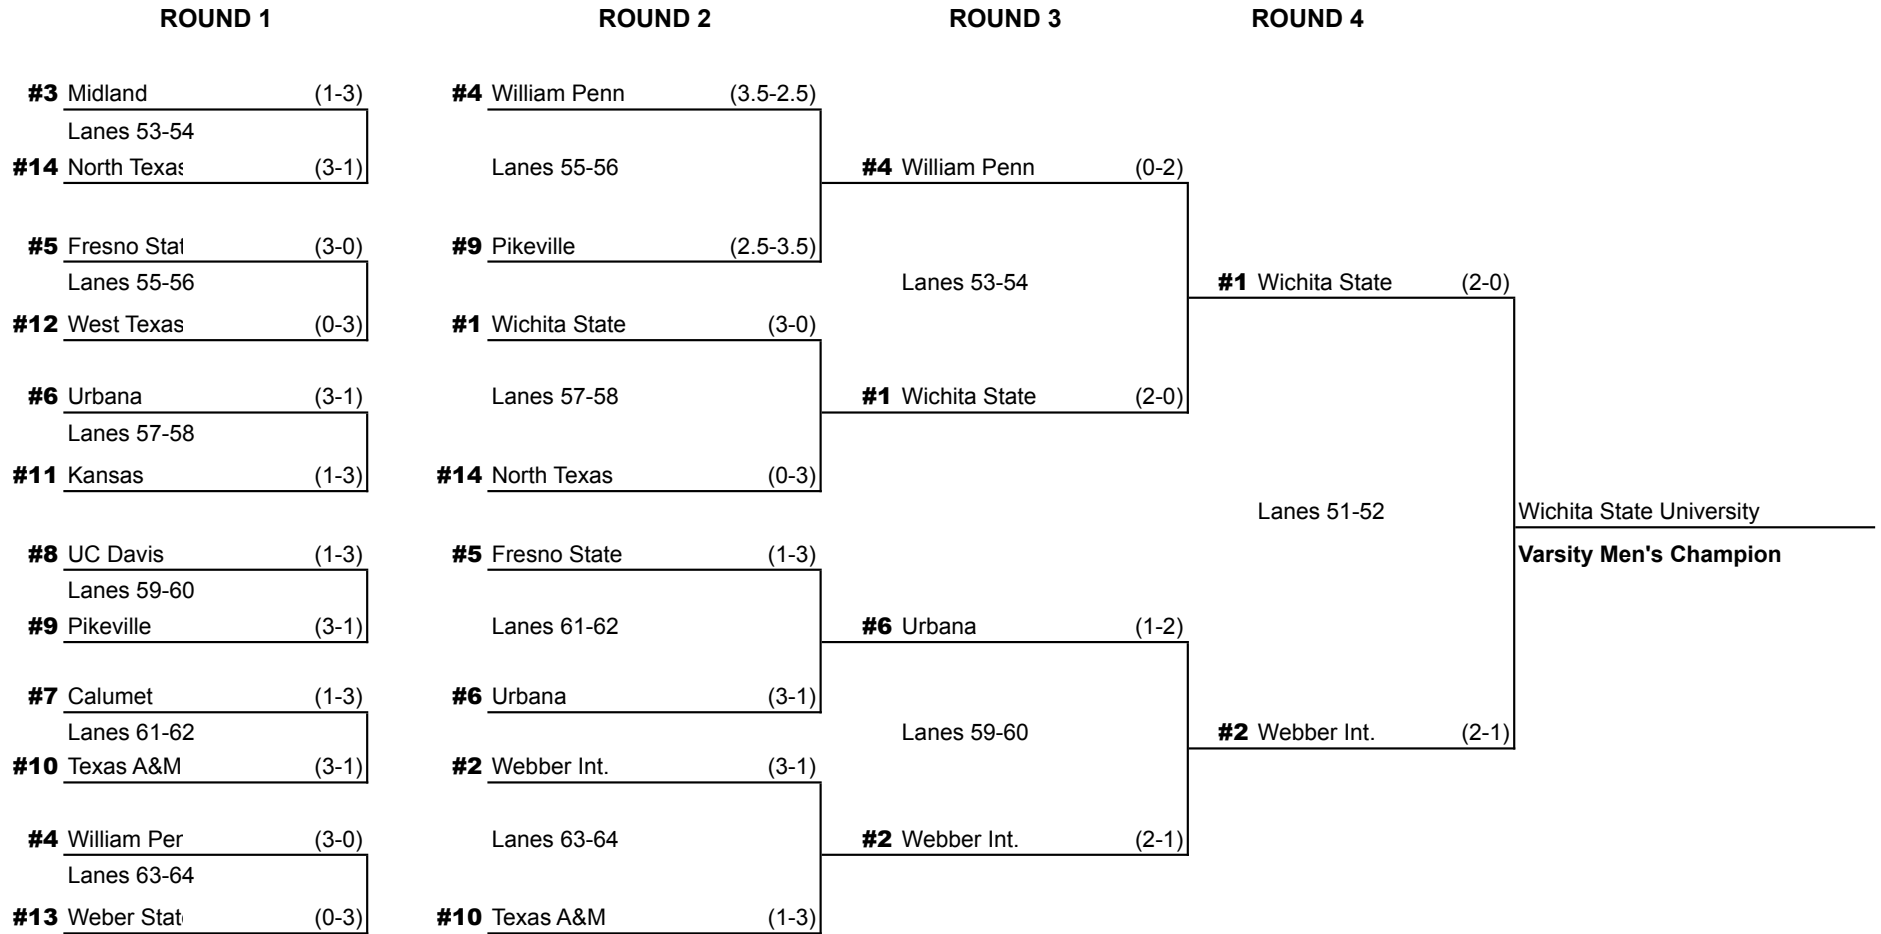 ROUND 1 ROUND 2 ROUND 3 ROUND 4
#3 Midland (1-3)
Lanes 53-54
#14 North Texas (3-1)
#5 Fresno Stat (3-0)
Lanes 55-56
#12 West Texas (0-3)
#6 Urbana (3-1)
Lanes 57-58
#11 Kansas (1-3)
#8 UC Davis (1-3)
Lanes 59-60
#9 Pikeville (3-1)
#7 Calumet (1-3)
Lanes 61-62
#10 Texas A&M (3-1)
#4 William Per (3-0)
Lanes 63-64
#13 Weber Stat (0-3)
#4 William Penn (3.5-2.5)
Lanes 55-56
#9 Pikeville (2.5-3.5)
#1 Wichita State (3-0)
Lanes 57-58
#14 North Texas (0-3)
#5 Fresno State (1-3)
Lanes 61-62
#6 Urbana (3-1)
#2 Webber Int. (3-1)
Lanes 63-64
#10 Texas A&M (1-3)
#4 William Penn (0-2)
Lanes 53-54
#1 Wichita State (2-0)
#6 Urbana (1-2)
Lanes 59-60
#2 Webber Int. (2-1)
#1 Wichita State (2-0)
Lanes 51-52
#2 Webber Int. (2-1)
Wichita State University
Varsity Men's Champion